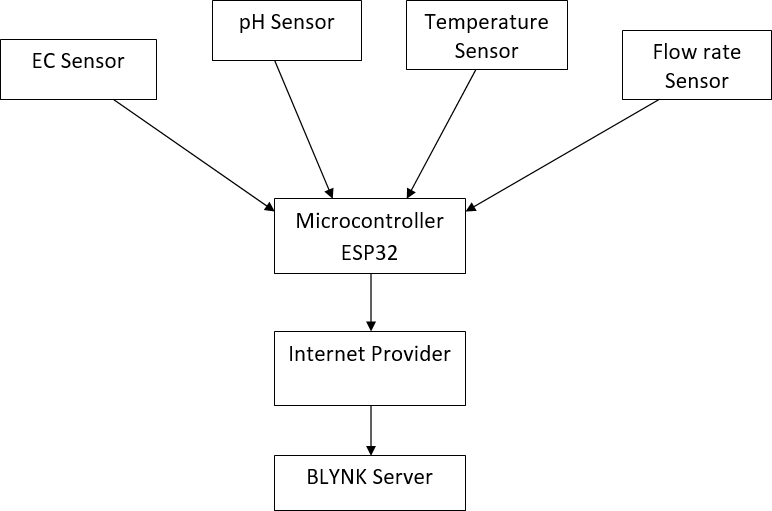 EC Sensor
pH Sensor
Temperature
Sensor
Flow rate
Sensor
Microcontroller
ESP32
Internet Provider
BLYNK Server